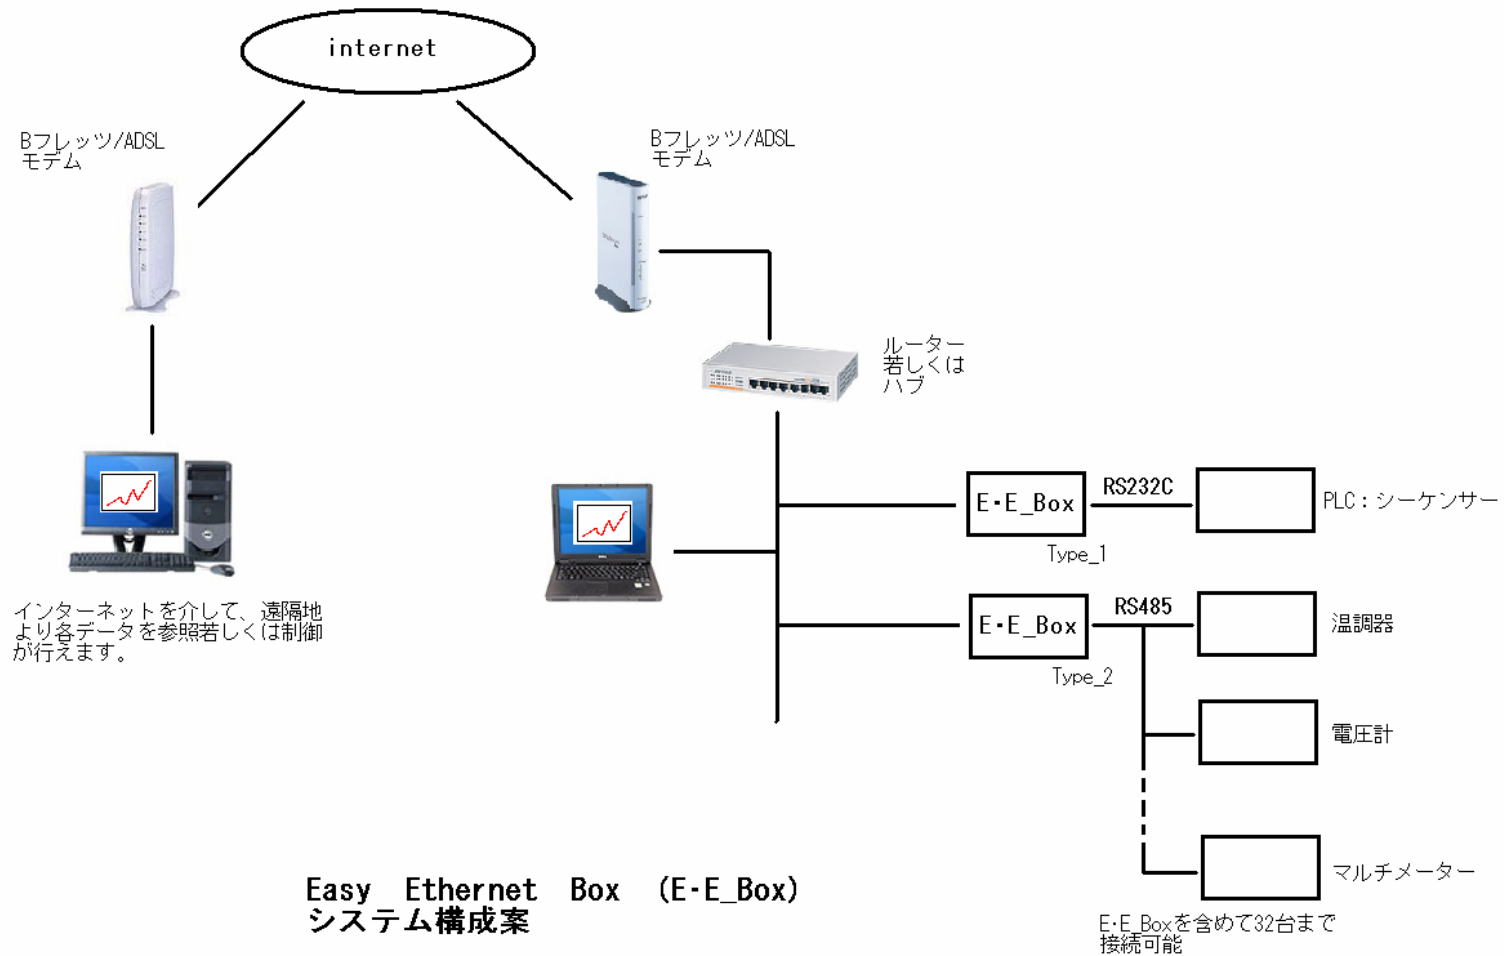 internet
Bフレッツ/ADSL
モデム
Bフレッツ/ADSL
モデム
ルーター
若しくは
ハブ
E・E_Box
RS232C
PLC：シーケンサー
Type_1
E・E_Box
RS485
温調器
Type_2
インターネットを介して、遠隔地
より各データを参照若しくは制御
が行えます。
電圧計
マルチメーター
E・E_Boxを含めて32台まで
接続可能
Easy Ethernet Box (E・E_Box)
システム構成案